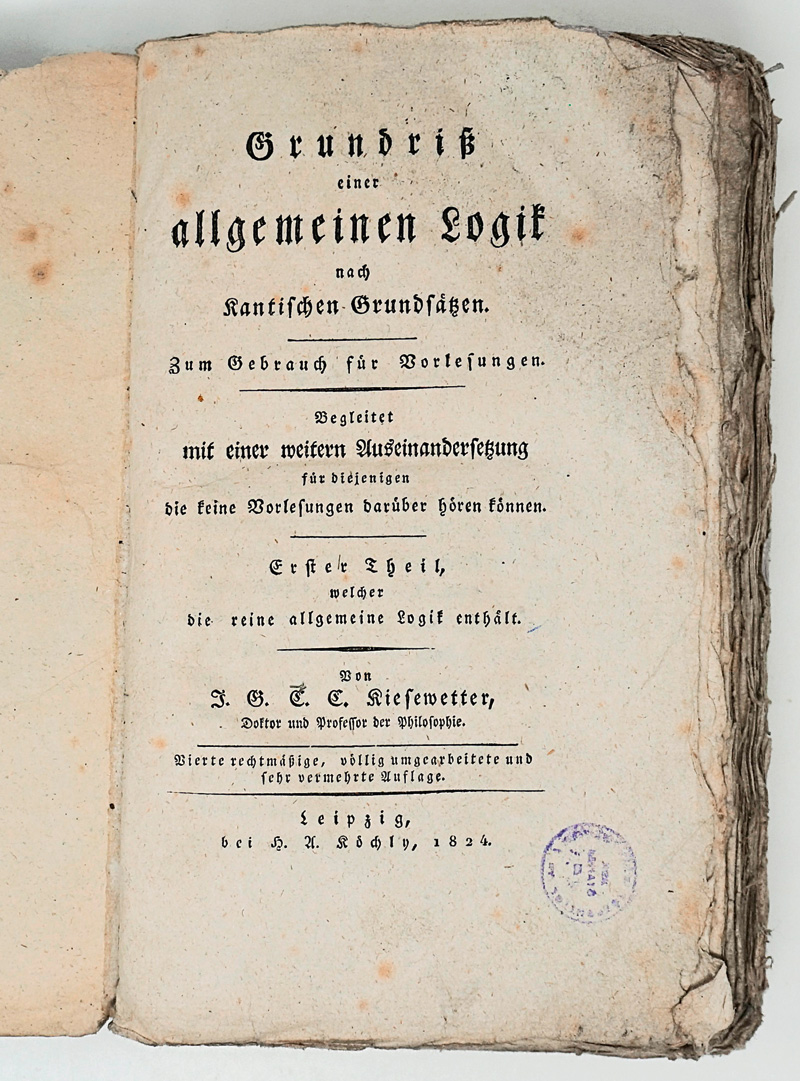 Grundriß
einer
allgemeinen Logik
nach
Kantischen Grundsätzen.
Zum Gebrauch für Vorlesungen.
Begleitet
mit einer weitern Auseinandersetzung
für diejenigen
die keine Vorlesungen darüber hören können.
Erster Theil,
welcher
die reine allgemeine Logik enthält.
Von
J. G. C. C. Kiesewetter,
Doktor und Professor der Philosophie.
Vierte rechtmäßige, völlig umgearbeitete und
sehr vermehrte Auflage.
Leipzig,
bei H. A. Köchly, 1824.